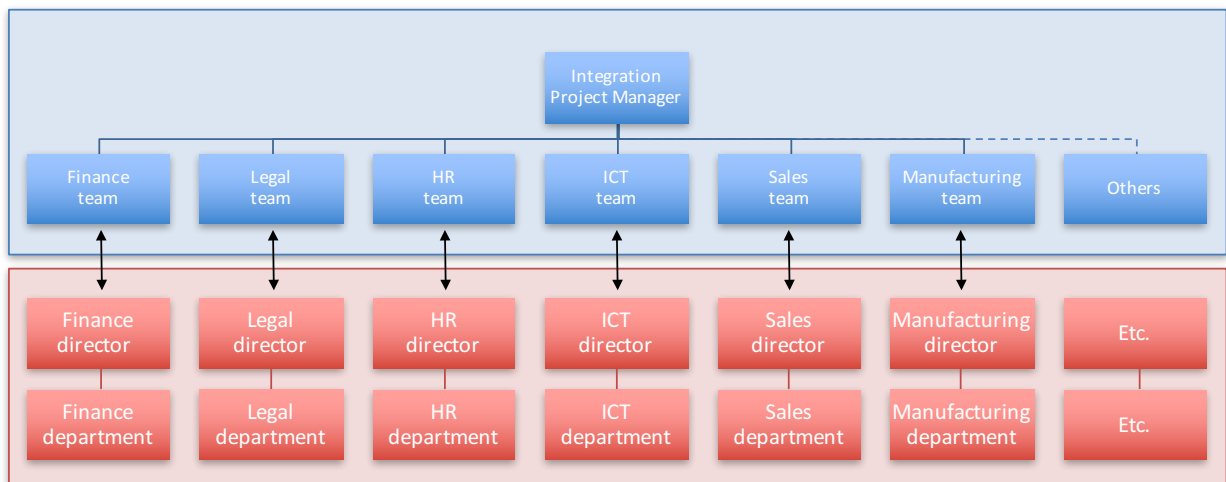 Integration
Project Manager
Finance
team
Legal
team
HR
team
ICT
team
Sales
team
Manufacturing
team
Others
Finance
director
Legal
director
HR
director
ICT
director
Sales
director
Manufacturing
director
Etc.
Finance
department
Legal
department
HR
department
ICT
department
Sales
department
Manufacturing
department
Etc.